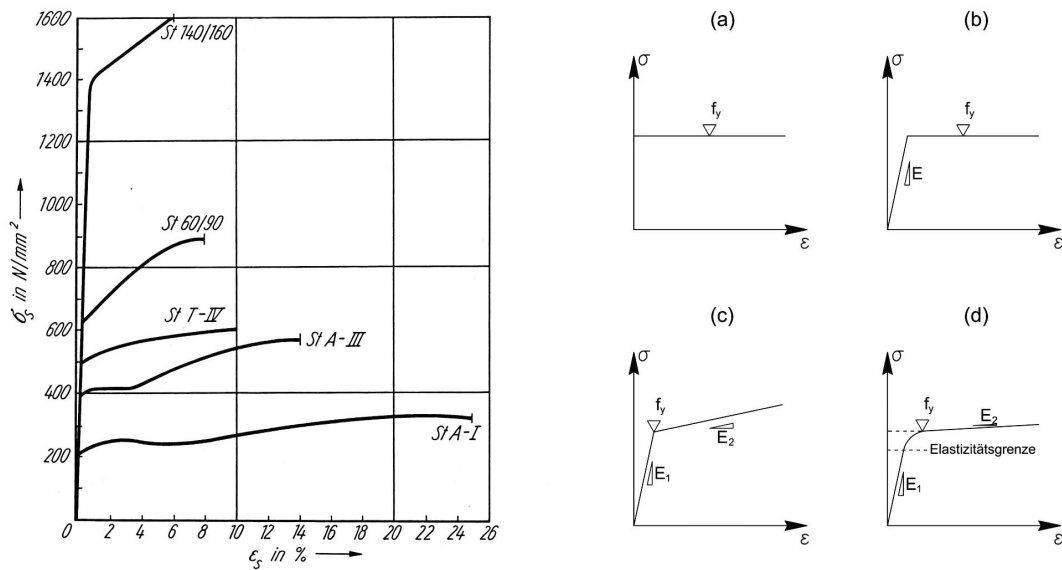 1600
1400
1200
1000
800
600
400
200
0
2 4 6 8 10 12 14 16 18 20 22 24 26
σs in N/mm²
εs in %
St 140/160
St 60/90
St T-IV
St A-III
St A-I
(a)
σ
fy
ε
(b)
σ
fy
E
ε
(c)
σ
fy
E2
E1
ε
(d)
σ
fy
E2
Elastizitätsgrenze
E1
ε